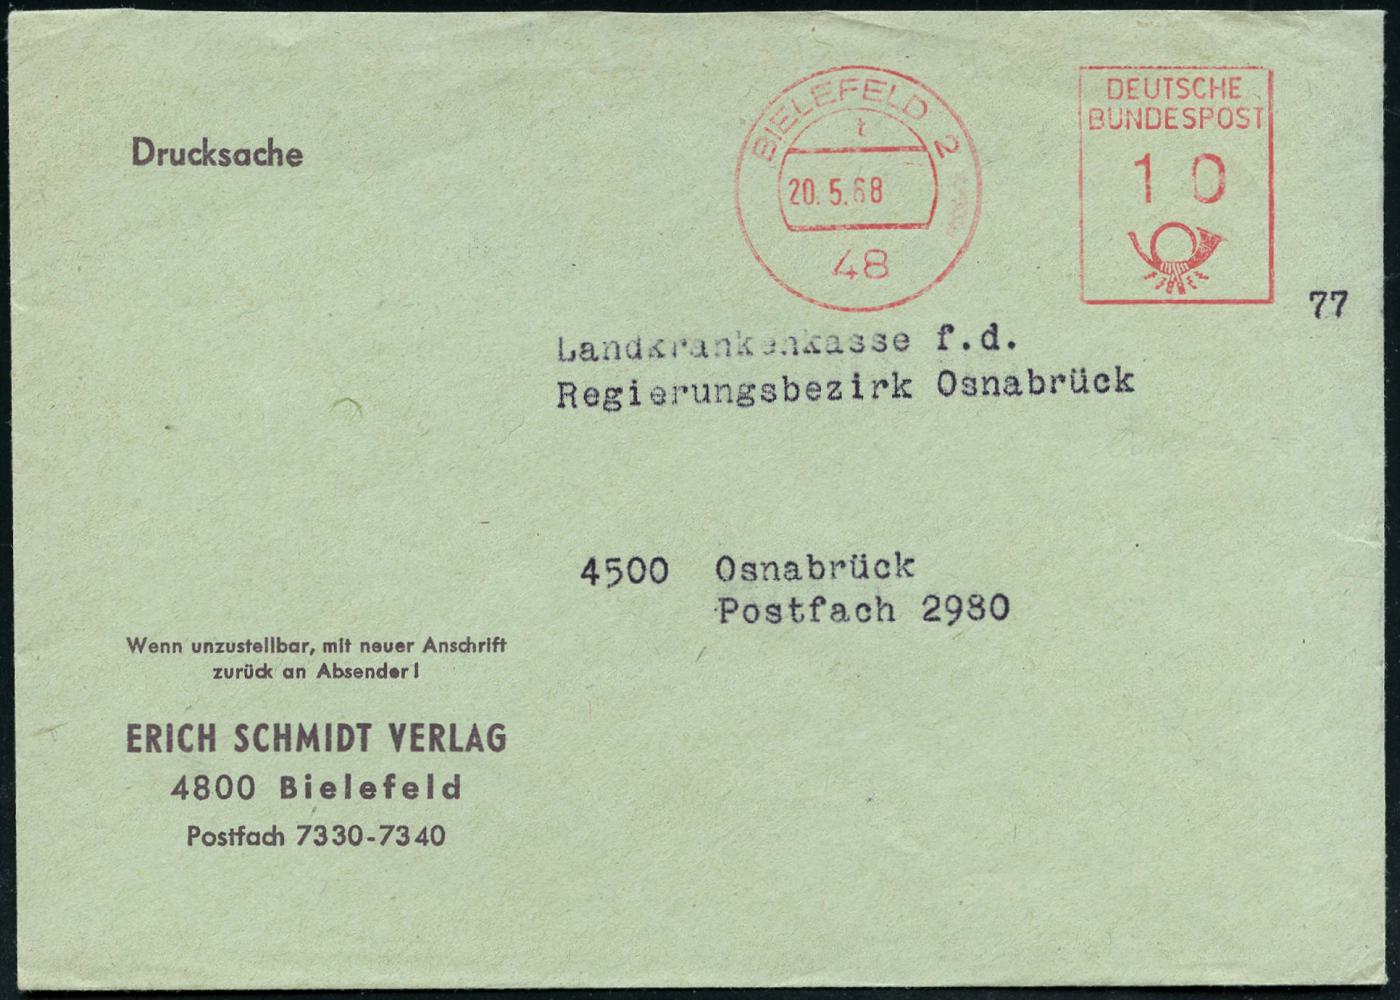 Drucksache
BIELEFELD 2
t
20.5.68
48
DEUTSCHE
BUNDESPOST
10
77
Landkrankenkasse f.d.
Regierungsbezirk Osnabrück
4500 Osnabrück
Postfach 2980
Wenn unzustellbar, mit neuer Anschrift
zurück an Absender!
ERICH SCHMIDT VERLAG
4800 Bielefeld
Postfach 7330-7340